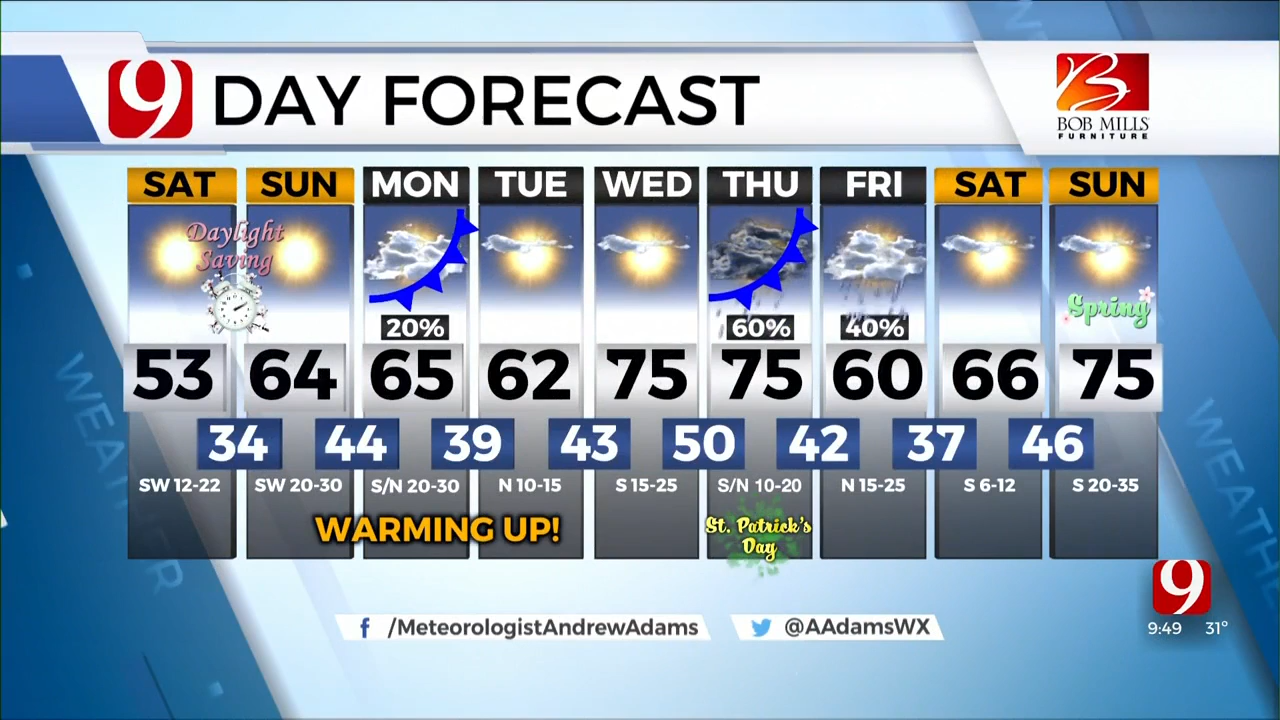 9 DAY FORECAST
B
BOB MILLS
FURNITURE
SAT SUN MON TUE WED THU FRI SAT SUN
Daylight
Saving
Spring
20% 60% 40%
53 64 65 62 75 75 60 66 75
34 44 39 43 50 42 37 46
SW 12-22 SW 20-30 S/N 20-30 N 10-15 S 15-25 S/N 10-20 N 15-25 S 6-12 S 20-35
WARMING UP!
St. Patrick's
Day
WEATHER
WEATHE
9
f /MeteorologistAndrewAdams @AAdamsWX
9:49 31°